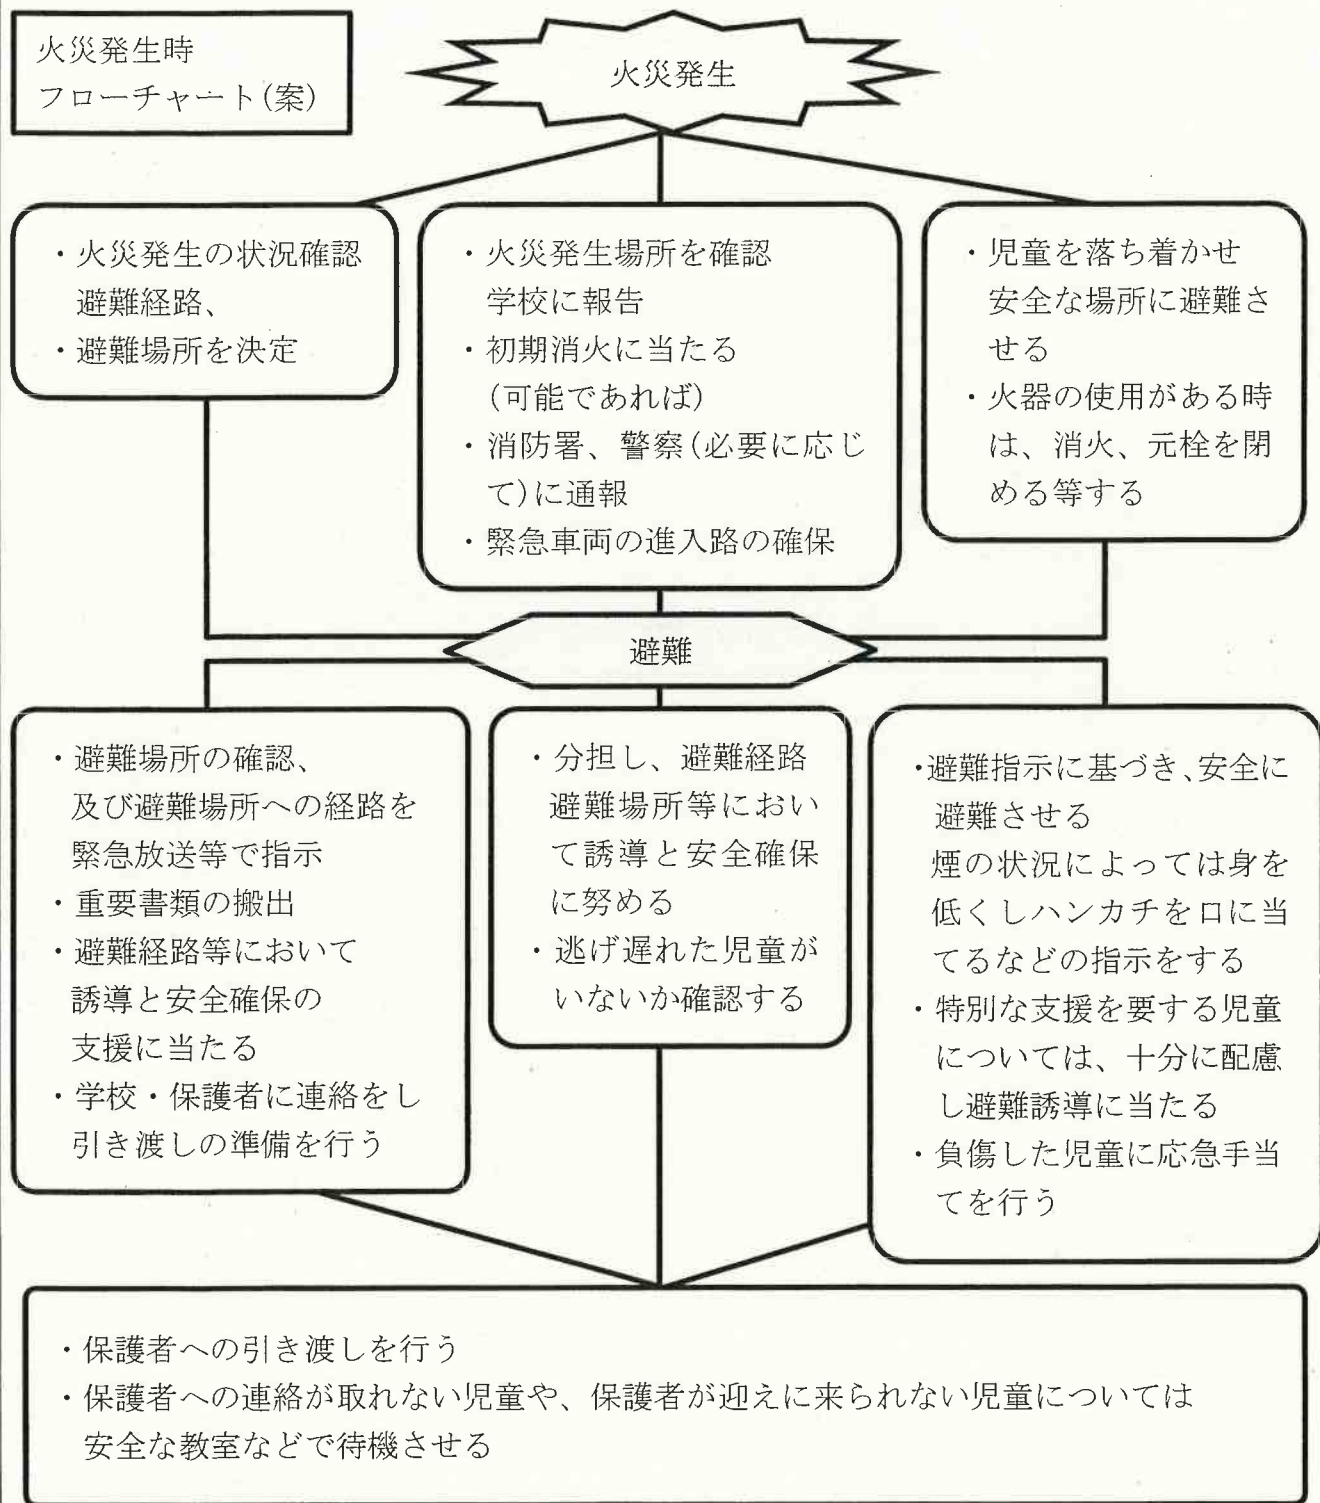 火災発生時
フローチャート(案)
火災発生
・火災発生の状況確認
避難経路、
・避難場所を決定
・火災発生場所を確認
学校に報告
・初期消火に当たる
(可能であれば)
・消防署、警察(必要に応じ
て)に通報
・緊急車両の進入路の確保
・児童を落ち着かせ
安全な場所に避難さ
せる
・火器の使用がある時
は、消火、元栓を閉
める等する
避難
・避難場所の確認、
及び避難場所への経路を
緊急放送等で指示
・重要書類の搬出
・避難経路等において
誘導と安全確保の
支援に当たる
・学校・保護者に連絡をし
引き渡しの準備を行う
・分担し、避難経路
避難場所等におい
て誘導と安全確保
に努める
・逃げ遅れた児童が
いないか確認する
・避難指示に基づき、安全に
避難させる
煙の状況によっては身を
低くしハンカチを口に当
てるなどの指示をする
・特別な支援を要する児童
については、十分に配慮
し避難誘導に当たる
・負傷した児童に応急手当
てを行う
・保護者への引き渡しを行う
・保護者への連絡が取れない児童や、保護者が迎えに来られない児童については
安全な教室などで待機させる